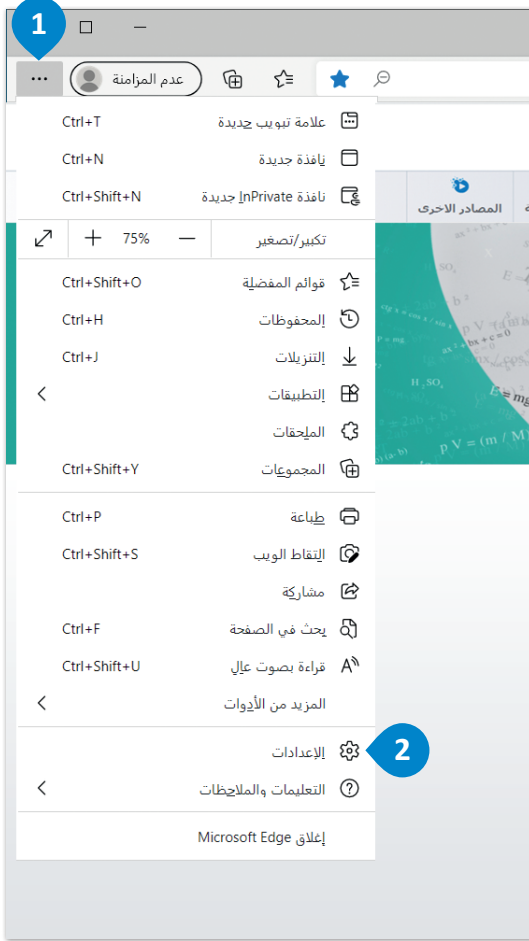 1
عدم المزامنة
علامة تبويب جديدة Ctrl+T
نافذة جديدة Ctrl+N
نافذة InPrivate جديدة Ctrl+Shift+N
تكبير/تصغير — 75% +
قوائم المفضلة Ctrl+Shift+O
المحفوظات Ctrl+H
التنزيلات Ctrl+J
التطبيقات
الملحقات
المجموعات Ctrl+Shift+Y
طباعة Ctrl+P
التقاط الويب Ctrl+Shift+S
مشاركة
بحث في الصفحة Ctrl+F
قراءة بصوت عالٍ Ctrl+Shift+U
المزيد من الأدوات
الإعدادات
2
التعليمات والملاحظات
إغلاق Microsoft Edge
المصادر الاخرى
SO₄
b²
H₂SO₄
p V = (m / M)